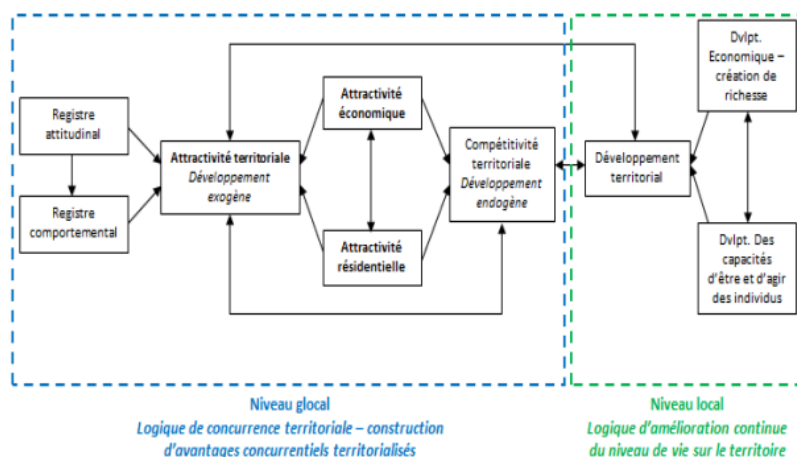 Registre
attitudinal
Registre
comportemental
Attractivité territoriale
Développement
exogène
Attractivité
économique
Attractivité
résidentielle
Compétitivité
territoriale
Développement
endogène
Développement
territorial
Dvlpt.
Economique –
création de
richesse
Dvlpt. Des
capacités
d'être et d'agir
des individus
Niveau glocal
Logique de concurrence territoriale – construction
d'avantages concurrentiels territorialisés
Niveau local
Logique d'amélioration continue
du niveau de vie sur le territoire